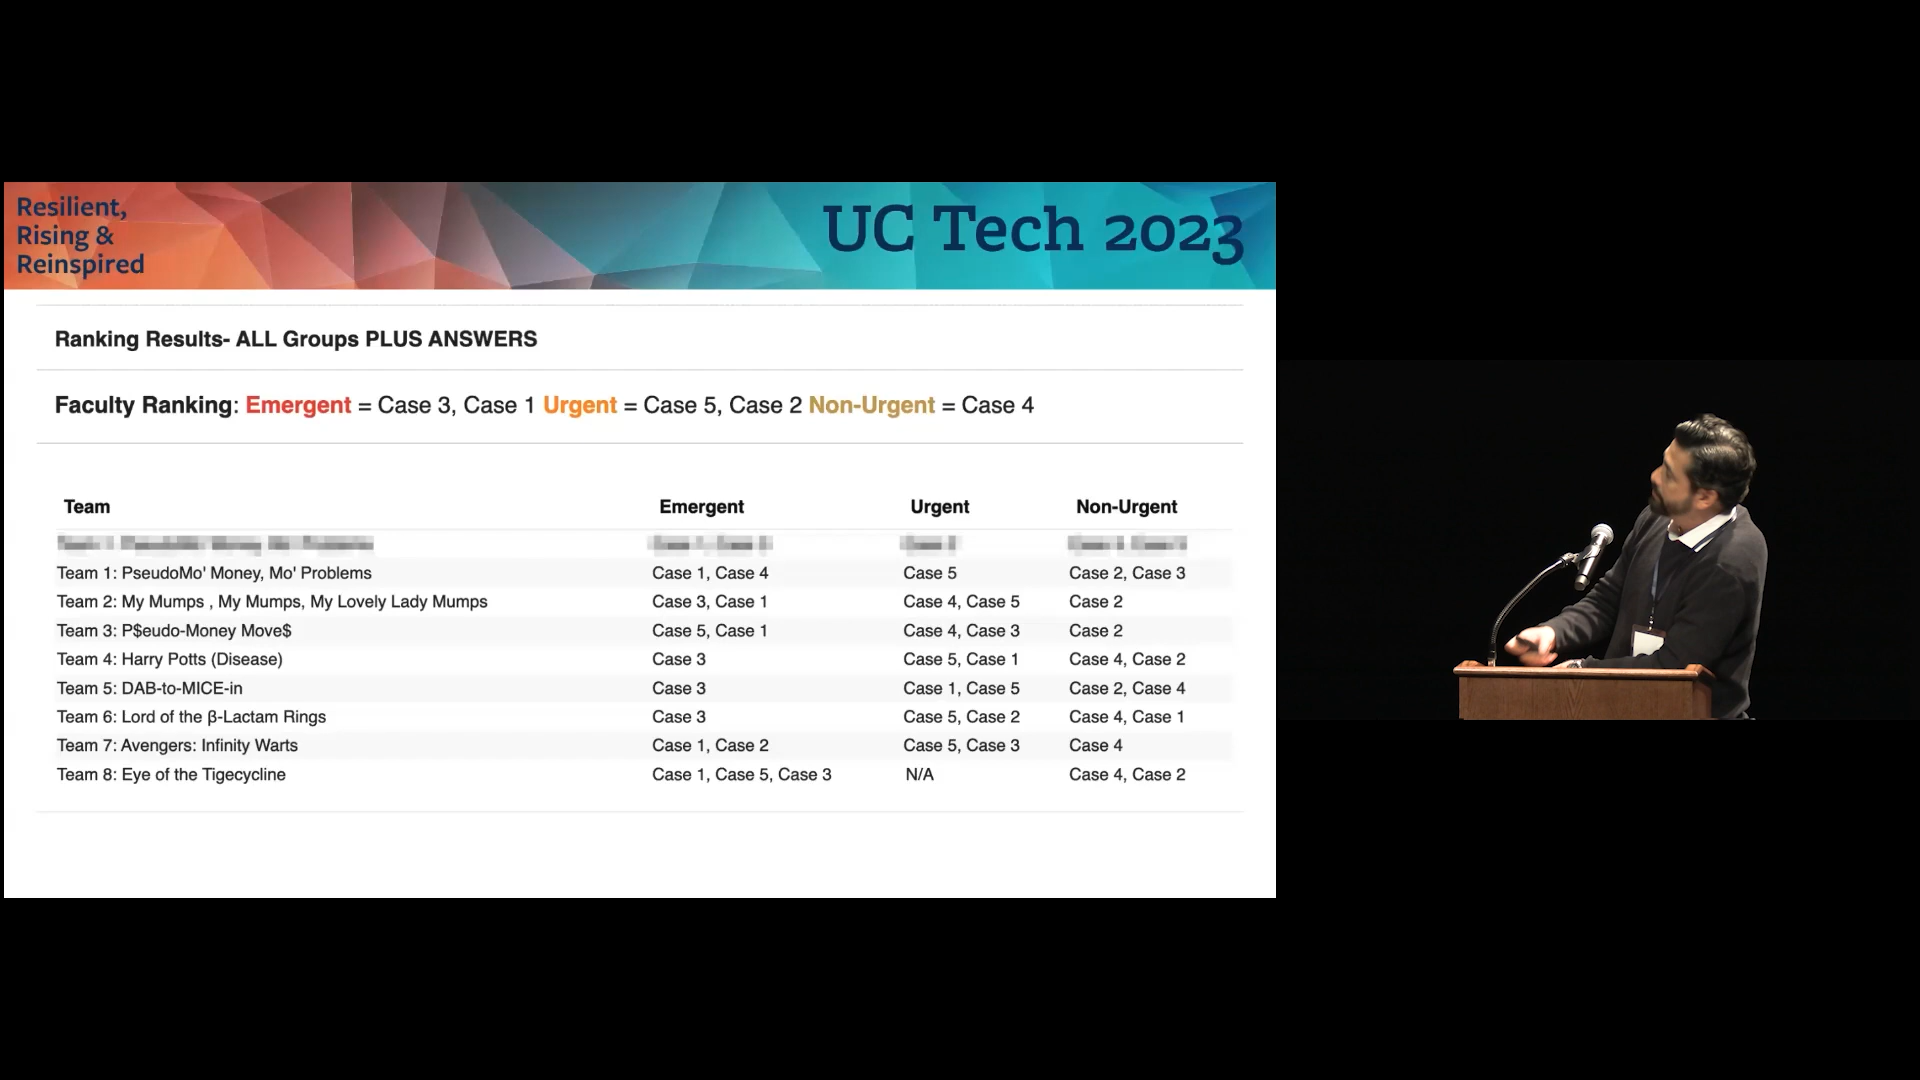 Resilient,
Rising &
Reinspired
UC Tech 2023
Ranking Results- ALL Groups PLUS ANSWERS
Faculty Ranking: Emergent = Case 3, Case 1 Urgent = Case 5, Case 2 Non-Urgent = Case 4
Team Emergent Urgent Non-Urgent
Team 1: PseudoMo' Money, Mo' Problems Case 1, Case 4 Case 5 Case 2, Case 3
Team 2: My Mumps , My Mumps, My Lovely Lady Mumps Case 3, Case 1 Case 4, Case 5 Case 2
Team 3: P$eudo-Money Move$ Case 5, Case 1 Case 4, Case 3 Case 2
Team 4: Harry Potts (Disease) Case 3 Case 5, Case 1 Case 4, Case 2
Team 5: DAB-to-MICE-in Case 3 Case 1, Case 5 Case 2, Case 4
Team 6: Lord of the β-Lactam Rings Case 3 Case 5, Case 2 Case 4, Case 1
Team 7: Avengers: Infinity Warts Case 1, Case 2 Case 5, Case 3 Case 4
Team 8: Eye of the Tigecycline Case 1, Case 5, Case 3 N/A Case 4, Case 2